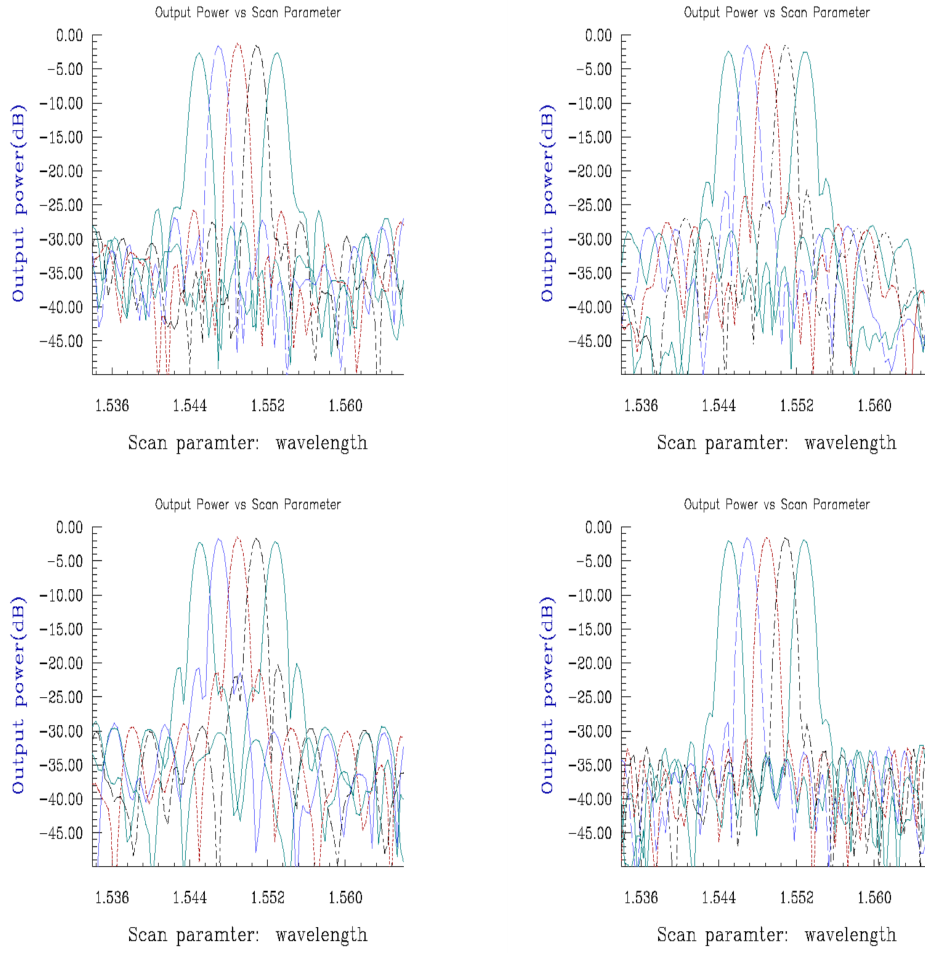 Output Power vs Scan Parameter
Output Power vs Scan Parameter
0.00
-5.00
-10.00
-15.00
-20.00
-25.00
-30.00
-35.00
-40.00
-45.00
Output power(dB)
1.536 1.544 1.552 1.560
Scan paramter: wavelength
0.00
-5.00
-10.00
-15.00
-20.00
-25.00
-30.00
-35.00
-40.00
-45.00
Output power(dB)
1.536 1.544 1.552 1.560
Scan paramter: wavelength
Output Power vs Scan Parameter
Output Power vs Scan Parameter
0.00
-5.00
-10.00
-15.00
-20.00
-25.00
-30.00
-35.00
-40.00
-45.00
Output power(dB)
1.536 1.544 1.552 1.560
Scan paramter: wavelength
0.00
-5.00
-10.00
-15.00
-20.00
-25.00
-30.00
-35.00
-40.00
-45.00
Output power(dB)
1.536 1.544 1.552 1.560
Scan paramter: wavelength